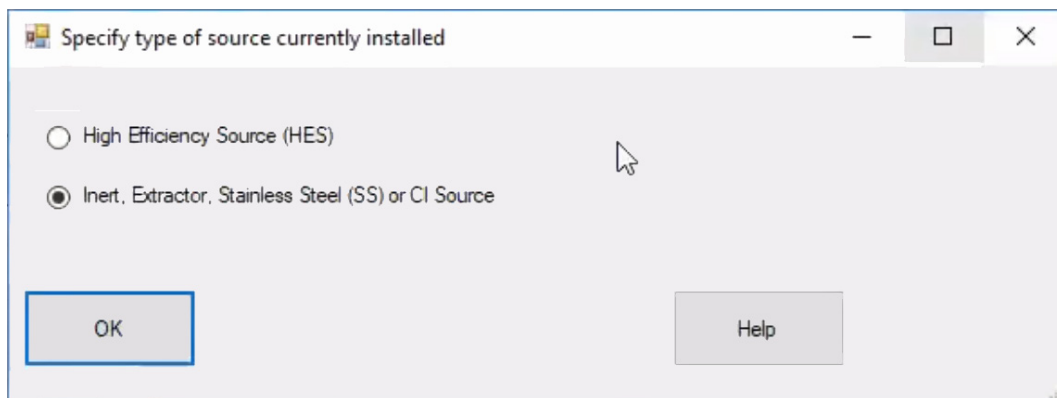 Specify type of source currently installed
High Efficiency Source (HES)
Inert, Extractor, Stainless Steel (SS) or CI Source
OK
Help